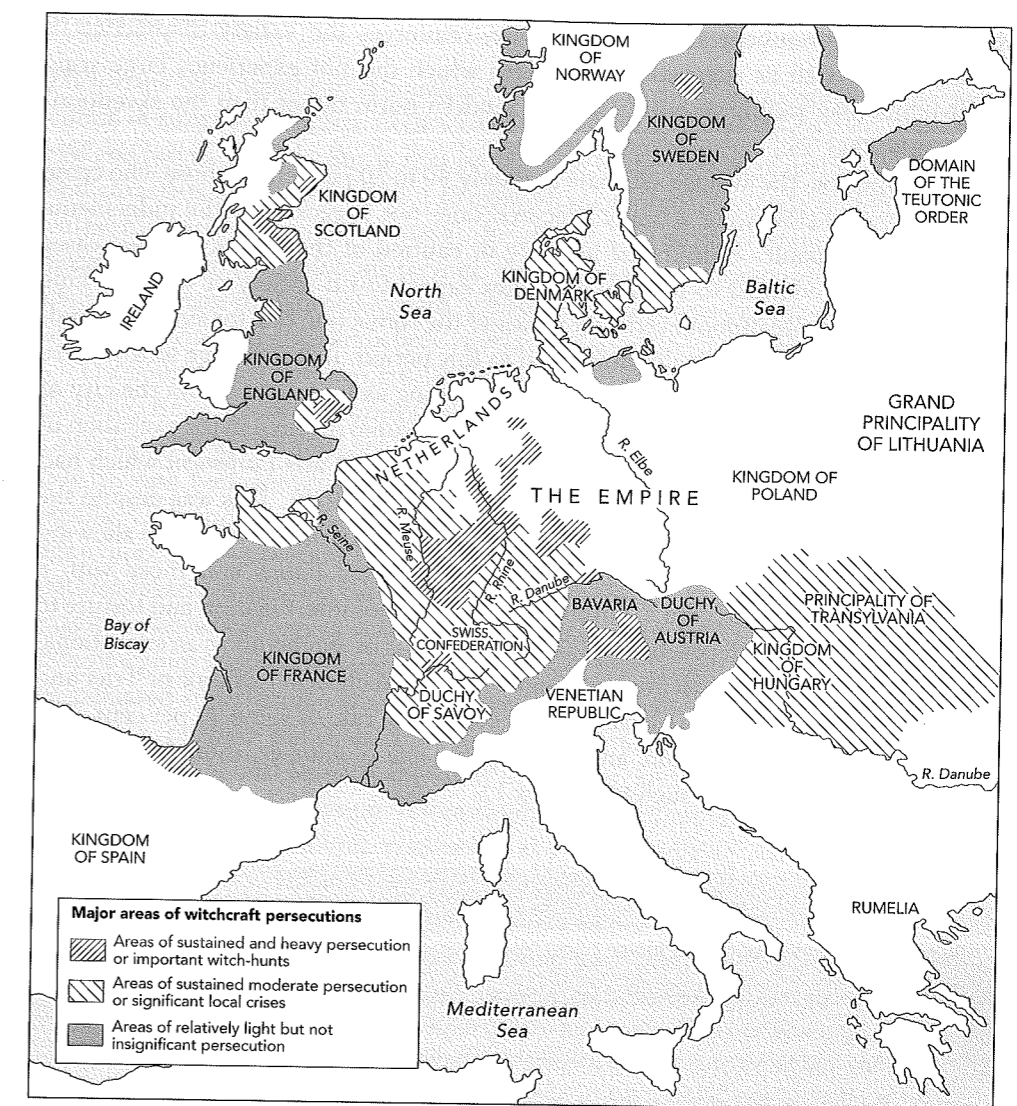 KINGDOM
OF
NORWAY
KINGDOM
OF
SWEDEN
DOMAIN
OF THE
TEUTONIC
ORDER
KINGDOM
OF
SCOTLAND
IRELAND
North
Sea
KINGDOM OF
DENMARK
Baltic
Sea
KINGDOM
OF
ENGLAND
NETHERLANDS
R. Elbe
GRAND
PRINCIPALITY
OF LITHUANIA
KINGDOM OF
POLAND
THE EMPIRE
R. Seine
R. Meuse
R. Rhine
R. Danube
BAVARIA
DUCHY
OF
AUSTRIA
PRINCIPALITY OF
TRANSYLVANIA
Bay of
Biscay
KINGDOM
OF FRANCE
SWISS
CONFEDERATION
KINGDOM
OF
HUNGARY
DUCHY
OF SAVOY
VENETIAN
REPUBLIC
R. Danube
KINGDOM
OF SPAIN
RUMELIA
Major areas of witchcraft persecutions
Areas of sustained and heavy persecution
or important witch-hunts
Areas of sustained moderate persecution
or significant local crises
Areas of relatively light but not
insignificant persecution
Mediterranean
Sea